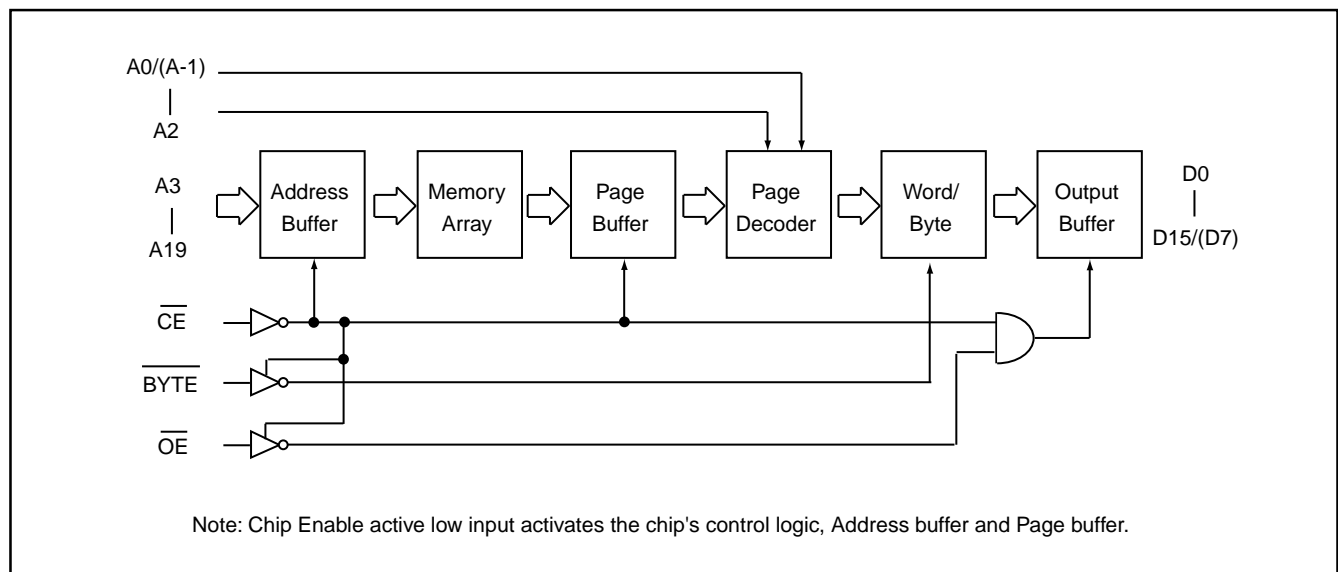 A0/(A-1)
A2
A3
A19
Address
Buffer
Memory
Array
Page
Buffer
Page
Decoder
Word/
Byte
Output
Buffer
D0
D15/(D7)
CE
BYTE
OE
Note: Chip Enable active low input activates the chip's control logic, Address buffer and Page buffer.